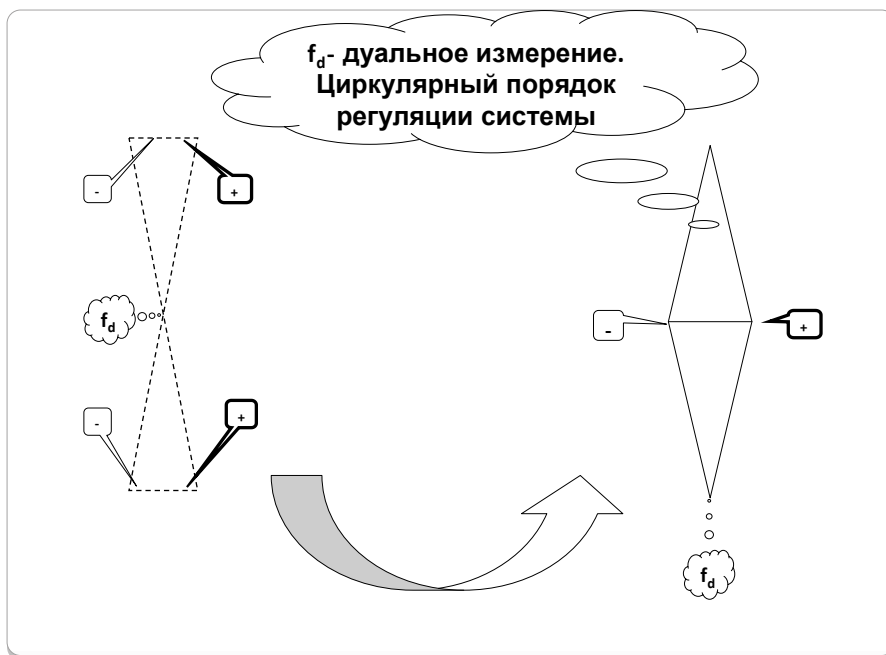 f_d- дуальное измерение.
Циркулярный порядок
регуляции системы
-
+
f_d
-
+
-
+
f_d